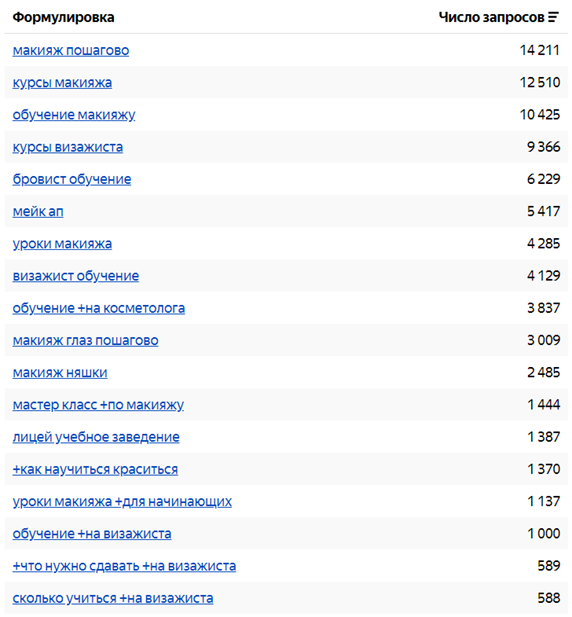 Формулировка Число запросов
макияж пошагово 14 211
курсы макияжа 12 510
обучение макияжу 10 425
курсы визажиста 9 366
бровист обучение 6 229
мейк ап 5 417
уроки макияжа 4 285
визажист обучение 4 129
обучение +на косметолога 3 837
макияж глаз пошагово 3 009
макияж няшки 2 485
мастер класс +по макияжу 1 444
лицей учебное заведение 1 387
+как научиться краситься 1 370
уроки макияжа +для начинающих 1 137
обучение +на визажиста 1 000
+что нужно сдавать +на визажиста 589
сколько учиться +на визажиста 588